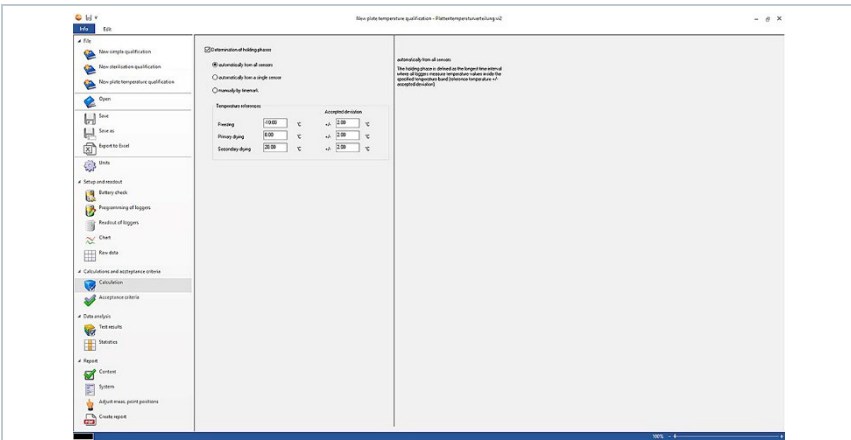 New plate temperature qualification - Plattentemperaturverteilung.vi2
Info
Edit
File
New simple qualification
New sterilisation qualification
New plate temperature qualification
Open
Save
Save as
Export to Excel
Units
Setup and readout
Battery check
Programming of loggers
Readout of loggers
Chart
Raw data
Calculations and acceptance criteria
Calculation
Acceptance criteria
Data analysis
Test results
Statistics
Report
Content
System
Adjust meas. point positions
Create report
Determination of holding phases
automatically from all sensors
automatically from a single sensor
manually by timemark
Temperature references
Accepted deviation
Freezing °C +/- 2.00 °C
Primary drying 0.00 °C +/- 2.00 °C
Secondary drying 20.00 °C +/- 2.00 °C
automatically from all sensors
The holding phase is defined as the longest time interval
where all loggers measure temperature values inside the
specified temperature band (reference temperature +/-
accepted deviation)
100%